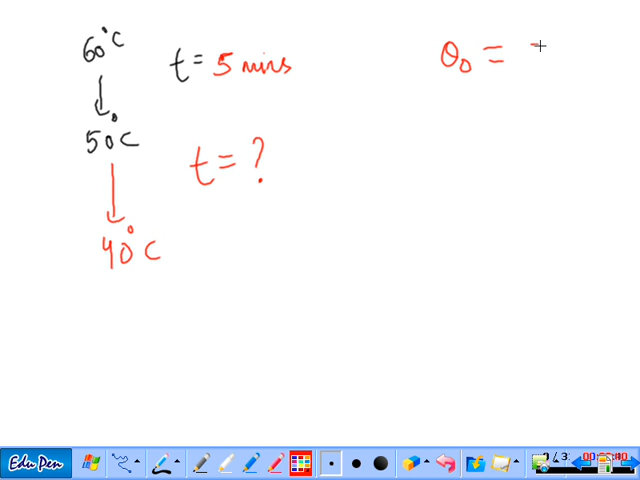 60°C
t = 5 mins
θ₀ =
50°C
t = ?
40°C
Edu Pen